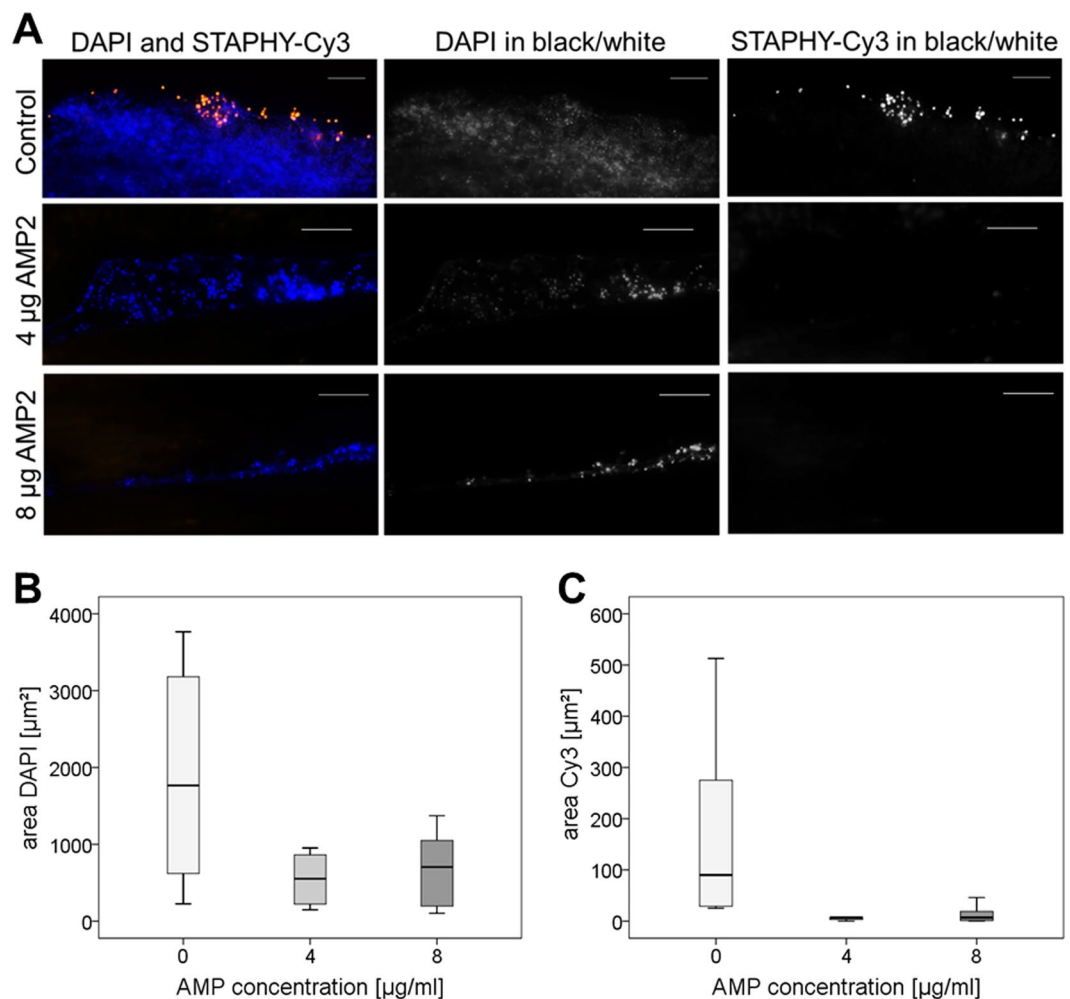 A
DAPI and STAPHY-Cy3
DAPI in black/white
STAPHY-Cy3 in black/white
Control
4 µg AMP2
8 µg AMP2
B
4000
3000
2000
1000
0
area DAPI [µm²]
0
4
8
AMP concentration [µg/ml]
C
600
500
400
300
200
100
0
area Cy3 [µm²]
0
4
8
AMP concentration [µg/ml]